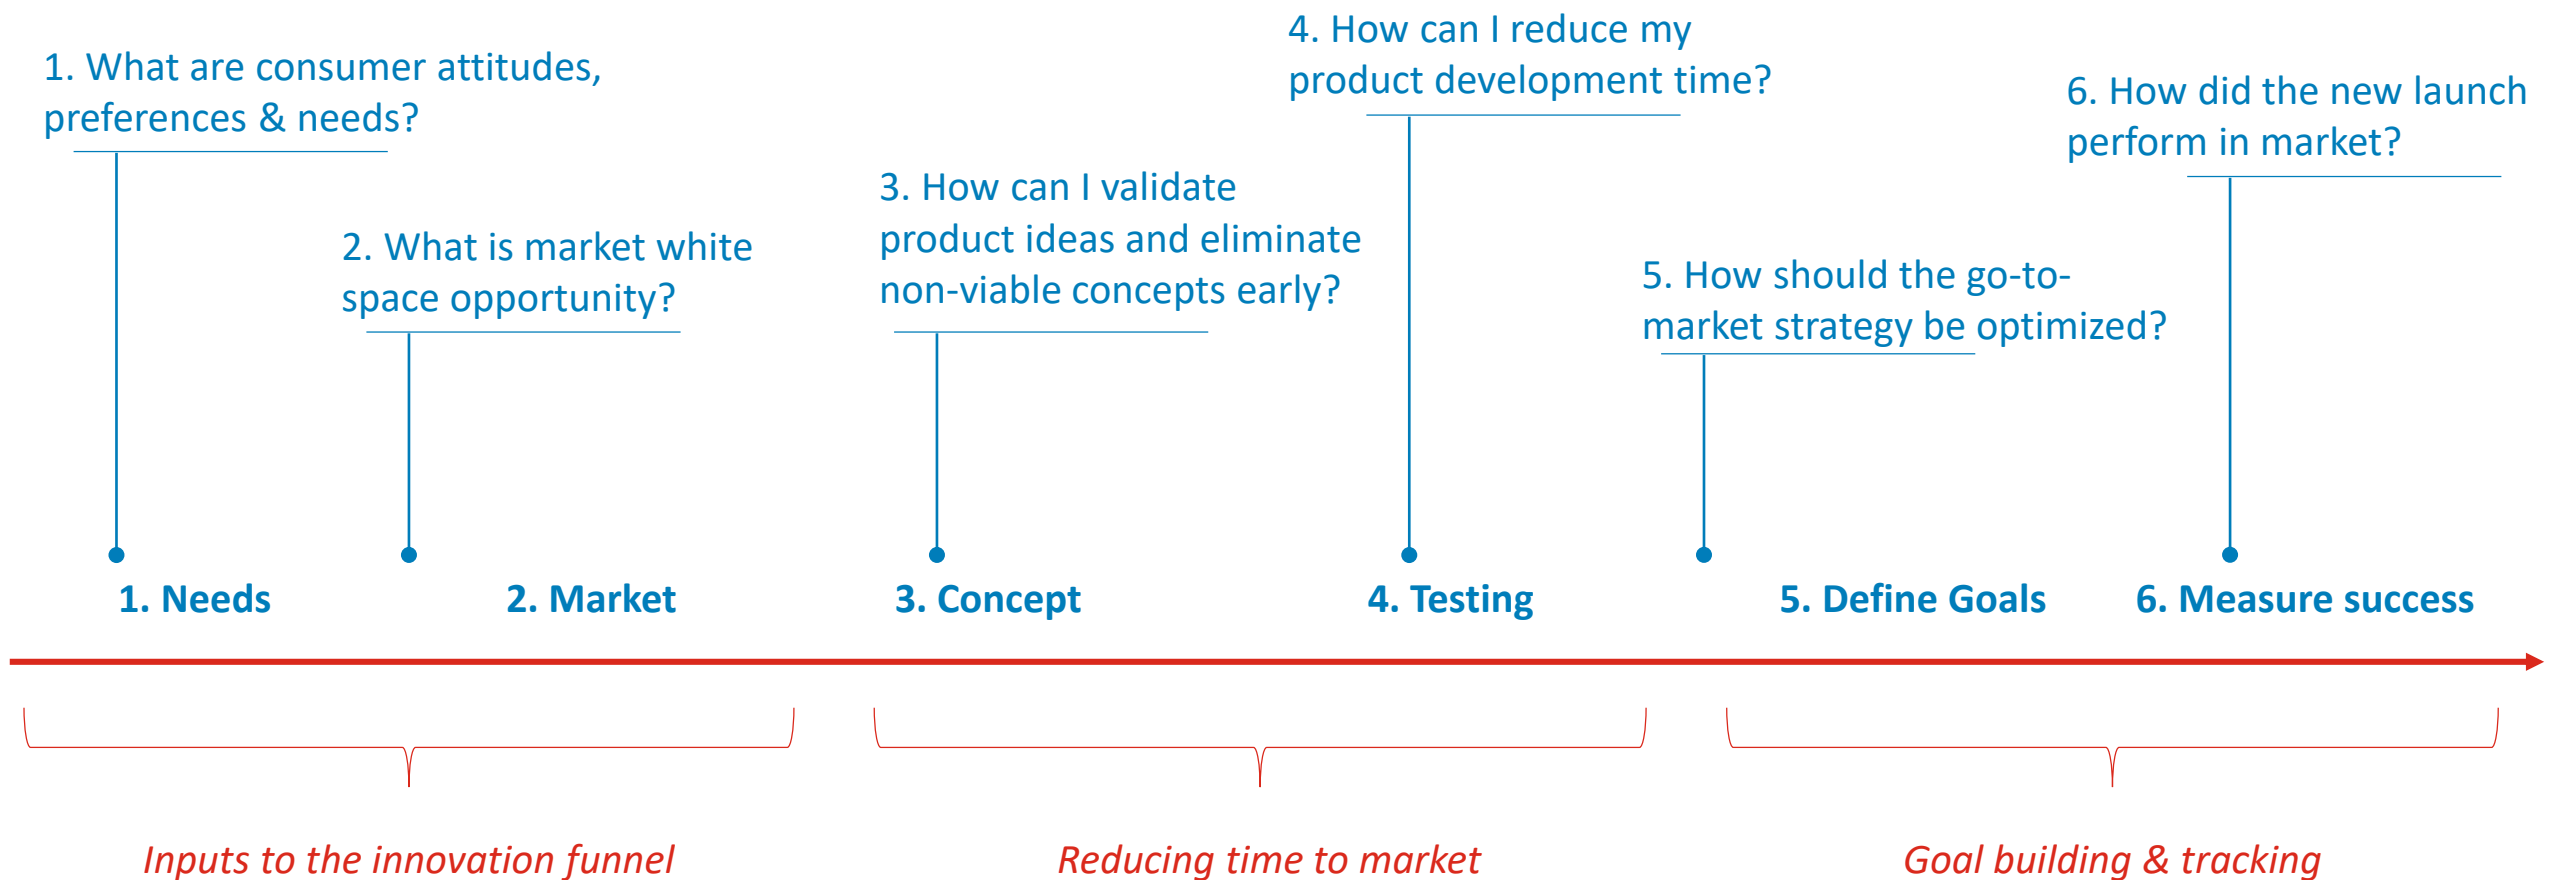 1. What are consumer attitudes,
preferences & needs?
2. What is market white
space opportunity?
3. How can I validate
product ideas and eliminate
non-viable concepts early?
4. How can I reduce my
product development time?
5. How should the go-to-
market strategy be optimized?
6. How did the new launch
perform in market?
1. Needs
2. Market
3. Concept
4. Testing
5. Define Goals
6. Measure success
Inputs to the innovation funnel
Reducing time to market
Goal building & tracking